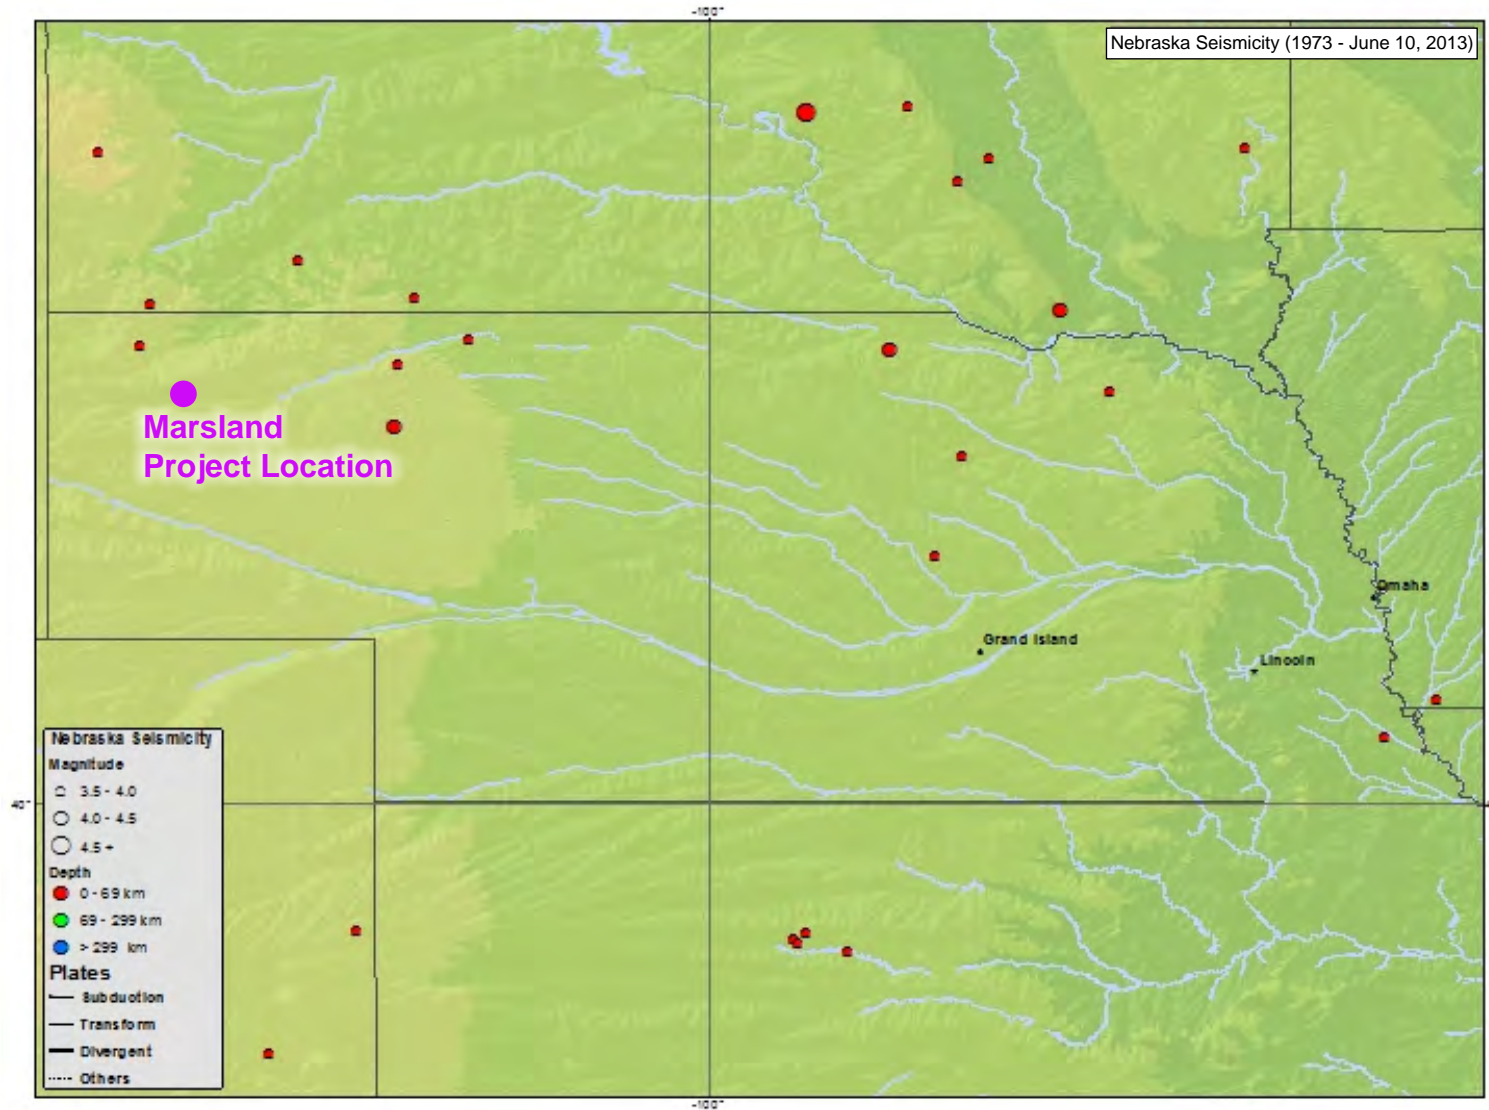 -100°
Nebraska Seismicity (1973 - June 10, 2013)
Marsland
Project Location
Omaha
Grand Island
Lincoln
Nebraska Seismicity
Magnitude
3.5 - 4.0
40°
4.0 - 4.5
4.5 +
Depth
0 - 69 km
69 - 299 km
> 299 km
Plates
Subduction
Transform
Divergent
Others
-100°